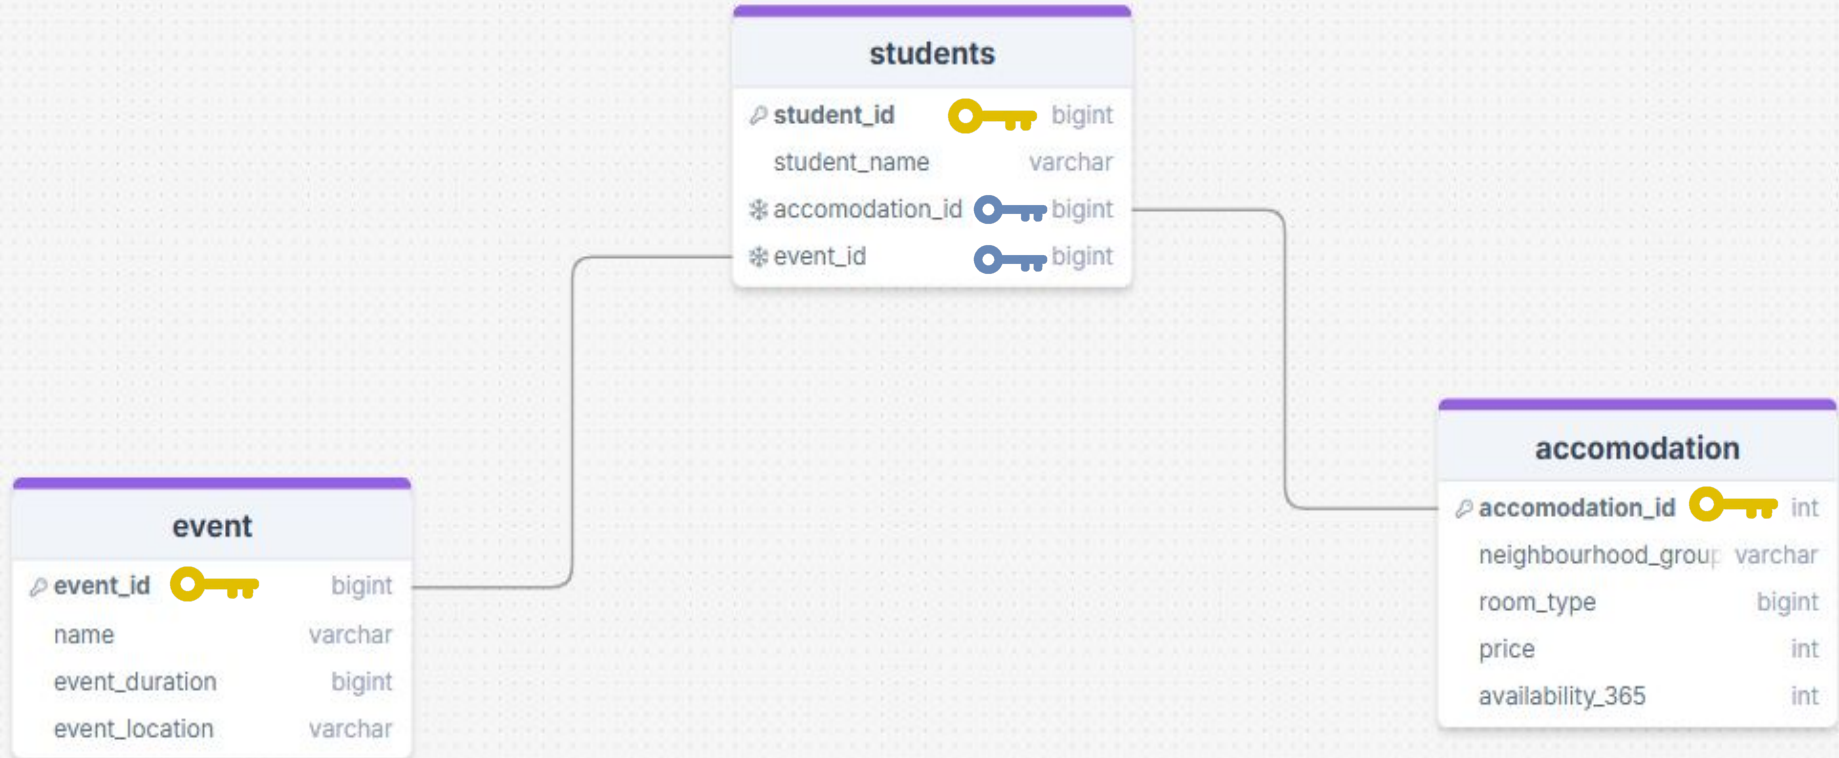 students
student_id bigint
student_name varchar
accomodation_id bigint
event_id bigint
event
event_id bigint
name varchar
event_duration bigint
event_location varchar
accomodation
accomodation_id int
neighbourhood_group varchar
room_type bigint
price int
availability_365 int